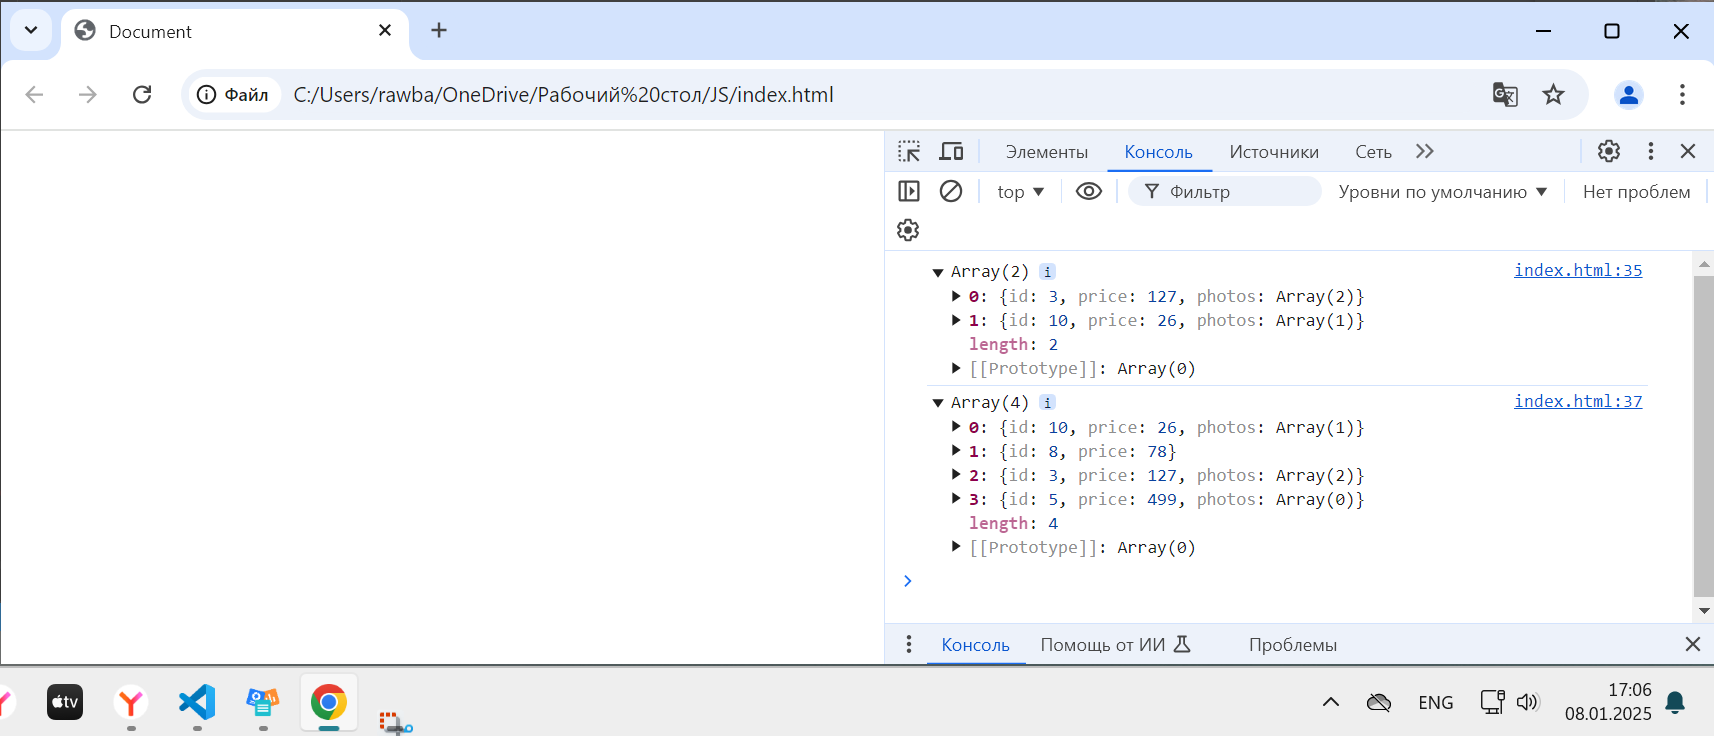 Document
Файл C:/Users/rawba/OneDrive/Рабочий%20стол/JS/index.html
Элементы Консоль Источники Сеть
top Фильтр Уровни по умолчанию Нет проблем
Array(2) i index.html:35
0: {id: 3, price: 127, photos: Array(2)}
1: {id: 10, price: 26, photos: Array(1)}
length: 2
[[Prototype]]: Array(0)
Array(4) i index.html:37
0: {id: 10, price: 26, photos: Array(1)}
1: {id: 8, price: 78}
2: {id: 3, price: 127, photos: Array(2)}
3: {id: 5, price: 499, photos: Array(0)}
length: 4
[[Prototype]]: Array(0)
Консоль Помощь от ИИ Проблемы
tv ENG 17:06
08.01.2025